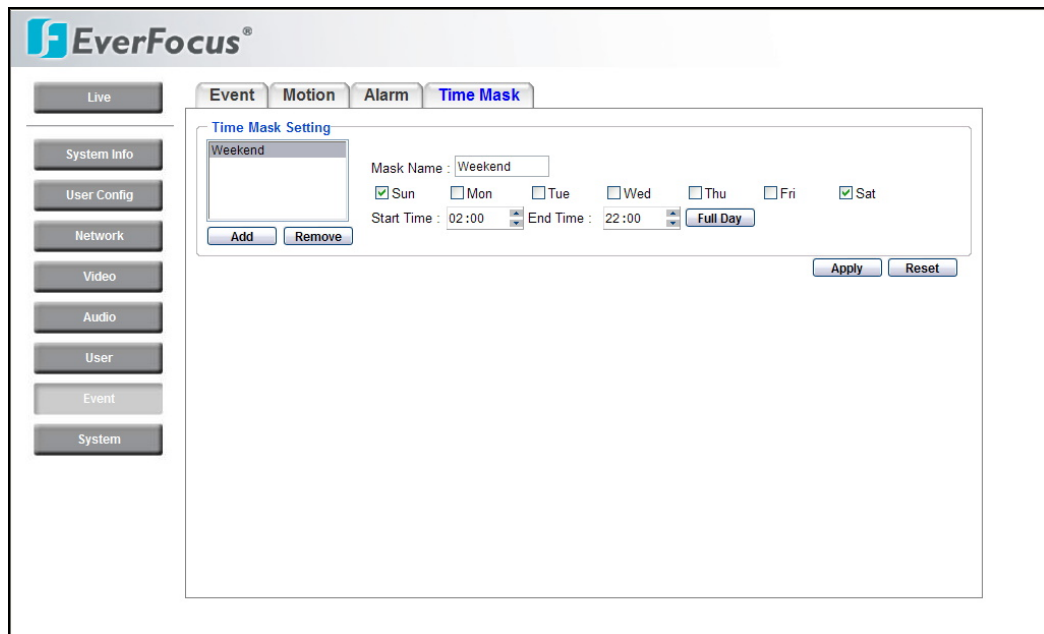 EverFocus®
Live
System Info
User Config
Network
Video
Audio
User
Event
System
Event Motion Alarm Time Mask
Time Mask Setting
Weekend
Add Remove
Mask Name : Weekend
Sun Mon Tue Wed Thu Fri Sat
Start Time : 02:00 End Time : 22:00 Full Day
Apply Reset